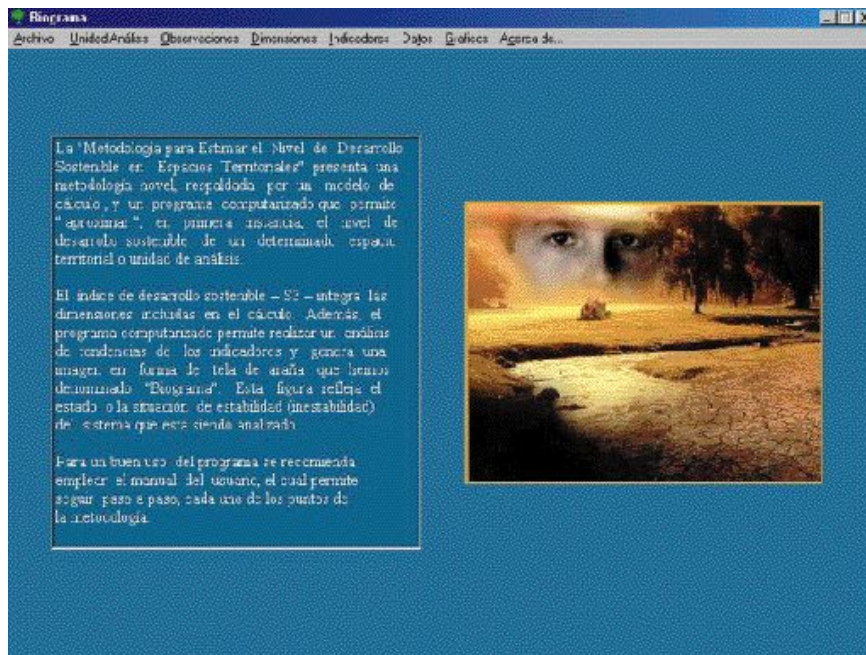 Biograma
Archivo UnidadAnálisis Observaciones Dimensiones Indicadores Datos Gráficos Acerca de...
La "Metodología para Estimar el Nivel de Desarrollo
Sostenible en Espacios Territoriales" presenta una
metodología novel, respaldada por un modelo de
cálculo, y un programa computarizado que permite
"aproximar", en primera instancia, el nivel de
desarrollo sostenible de un determinado espacio
territorial o unidad de análisis.
El índice de desarrollo sostenible – S3 – integra las
dimensiones incluidas en el cálculo. Además, el
programa computarizado permite realizar un análisis
de tendencias de los indicadores y genera una
imagen en forma de tela de araña que hemos
denominado "Biograma". Esta figura refleja el
estado o la situación de estabilidad (inestabilidad)
del sistema que esta siendo analizado.
Para un buen uso del programa se recomienda
emplear el manual del usuario, el cual permite
seguir paso a paso, cada uno de los puntos de
la metodología.